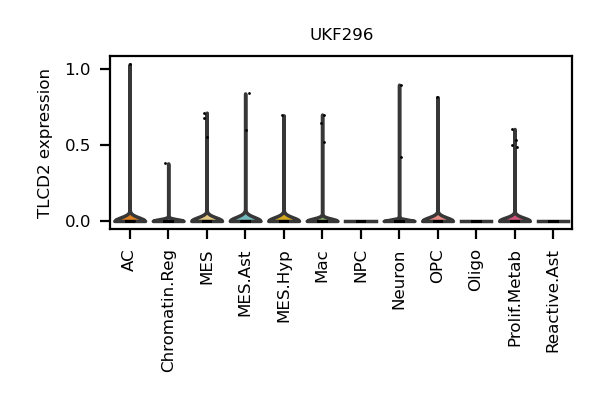 UKF296
TLCD2 expression
1.0
0.5
0.0
AC
Chromatin.Reg
MES
MES.Ast
MES.Hyp
Mac
NPC
Neuron
OPC
Oligo
Prolif.Metab
Reactive.Ast